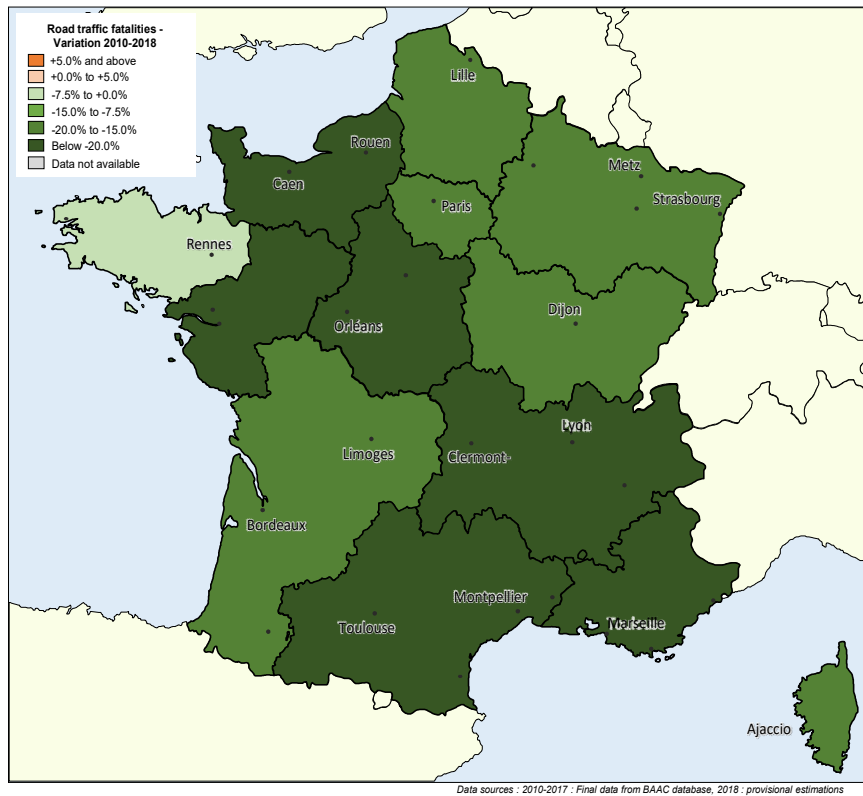 Road traffic fatalities -
Variation 2010-2018
+5.0% and above
+0.0% to +5.0%
-7.5% to +0.0%
-15.0% to -7.5%
-20.0% to -15.0%
Below -20.0%
Data not available
Lille
Rouen
Caen
Metz
Strasbourg
Paris
Rennes
Dijon
Orléans
Lyon
Limoges
Clermont-
Bordeaux
Montpellier
Toulouse
Marseille
Ajaccio
Data sources : 2010-2017 : Final data from BAAC database, 2018 : provisional estimations